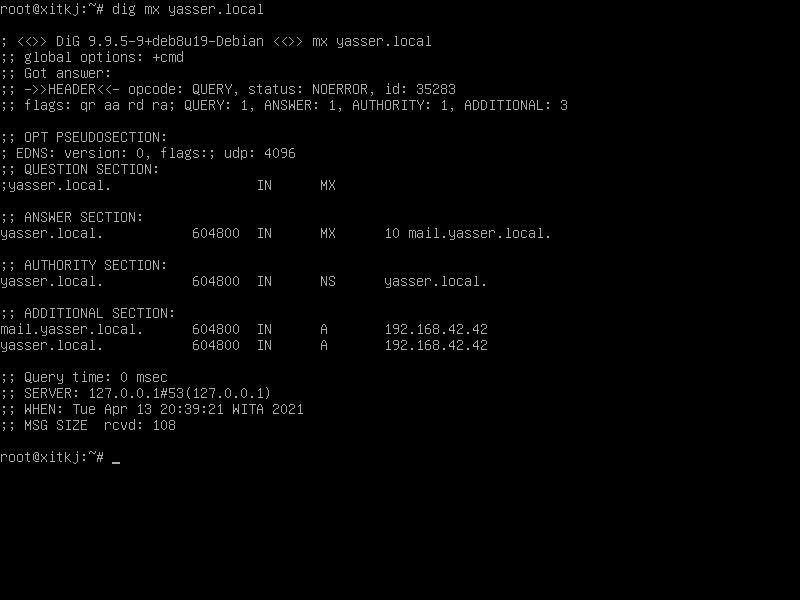 root@xitkj:~# dig mx yasser.local

; <<>> DiG 9.9.5-9+deb8u19-Debian <<>> mx yasser.local
;; global options: +cmd
;; Got answer:
;; ->>HEADER<<- opcode: QUERY, status: NOERROR, id: 35283
;; flags: qr aa rd ra; QUERY: 1, ANSWER: 1, AUTHORITY: 1, ADDITIONAL: 3

;; OPT PSEUDOSECTION:
; EDNS: version: 0, flags:; udp: 4096
;; QUESTION SECTION:
;yasser.local.                  IN      MX

;; ANSWER SECTION:
yasser.local.           604800  IN      MX      10 mail.yasser.local.

;; AUTHORITY SECTION:
yasser.local.           604800  IN      NS      yasser.local.

;; ADDITIONAL SECTION:
mail.yasser.local.      604800  IN      A       192.168.42.42
yasser.local.           604800  IN      A       192.168.42.42

;; Query time: 0 msec
;; SERVER: 127.0.0.1#53(127.0.0.1)
;; WHEN: Tue Apr 13 20:39:21 WITA 2021
;; MSG SIZE  rcvd: 108

root@xitkj:~# _